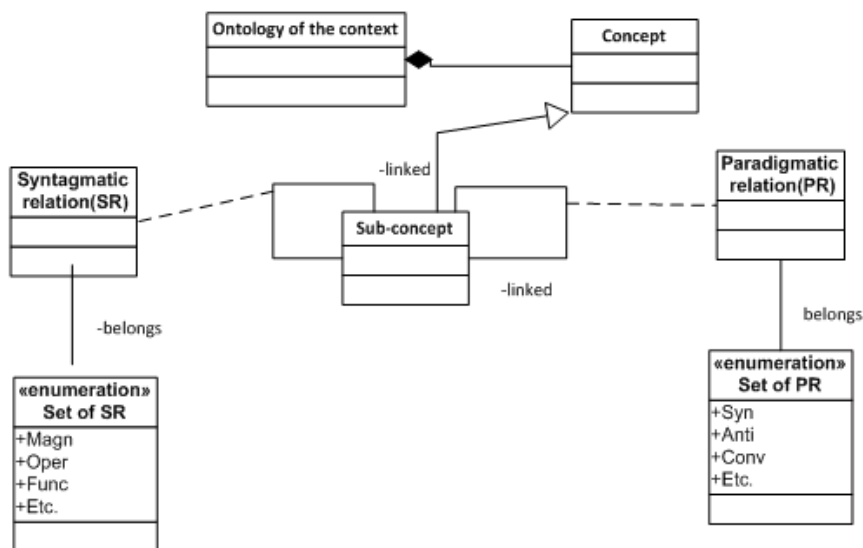 Ontology of the context
Concept
-linked
Syntagmatic
relation(SR)
Paradigmatic
relation(PR)
Sub-concept
-linked
-belongs
belongs
«enumeration»
Set of SR
+Magn
+Oper
+Func
+Etc.
«enumeration»
Set of PR
+Syn
+Anti
+Conv
+Etc.